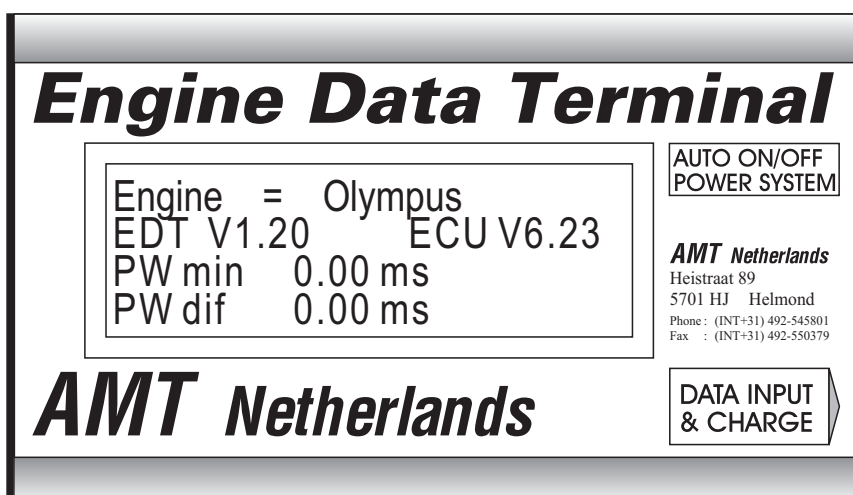 Engine Data Terminal
Engine = Olympus
EDT V1.20 ECU V6.23
PW min 0.00 ms
PW dif 0.00 ms
AUTO ON/OFF
POWER SYSTEM
AMT Netherlands
Heistraat 89
5701 HJ Helmond
Phone : (INT+31) 492-545801
Fax : (INT+31) 492-550379
AMT Netherlands
DATA INPUT
& CHARGE